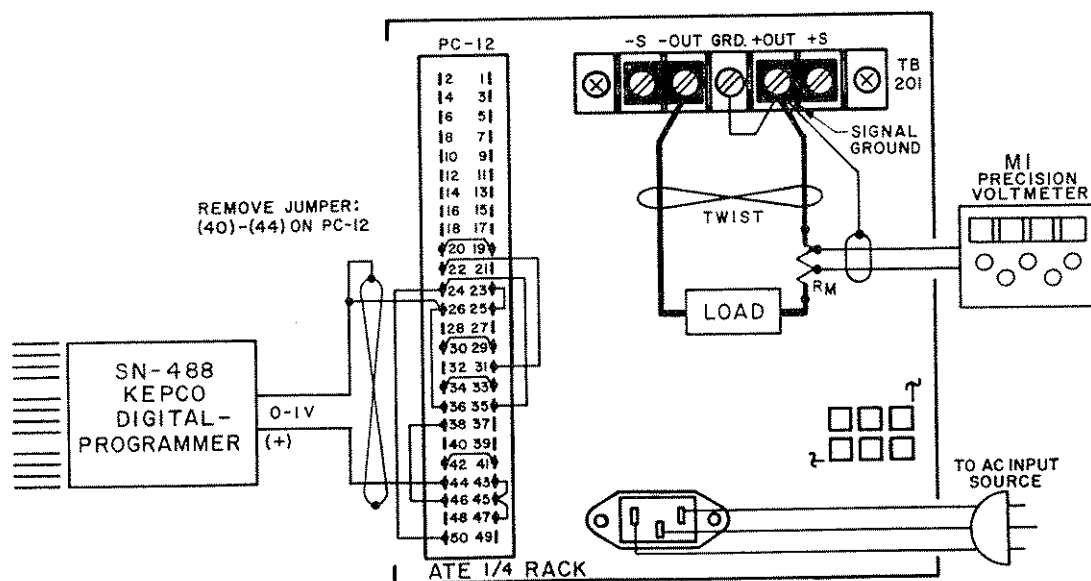 PC-12
2 1
4 3
6 5
8 7
10 9
12 11
14 13
16 15
18 17
20 19
22 21
24 23
26 25
28 27
30 29
32 31
34 33
36 35
38 37
40 39
42 41
44 43
46 45
48 47
50 49
ATE 1/4 RACK
REMOVE JUMPER:
(40)-(44) ON PC-12
SN-488
KEPCO
DIGITAL-
PROGRAMMER
0-1V
(+)
-S -OUT GRD. +OUT +S
TB
201
SIGNAL
GROUND
TWIST
RM
LOAD
M1
PRECISION
VOLTMETER
TO AC INPUT
SOURCE